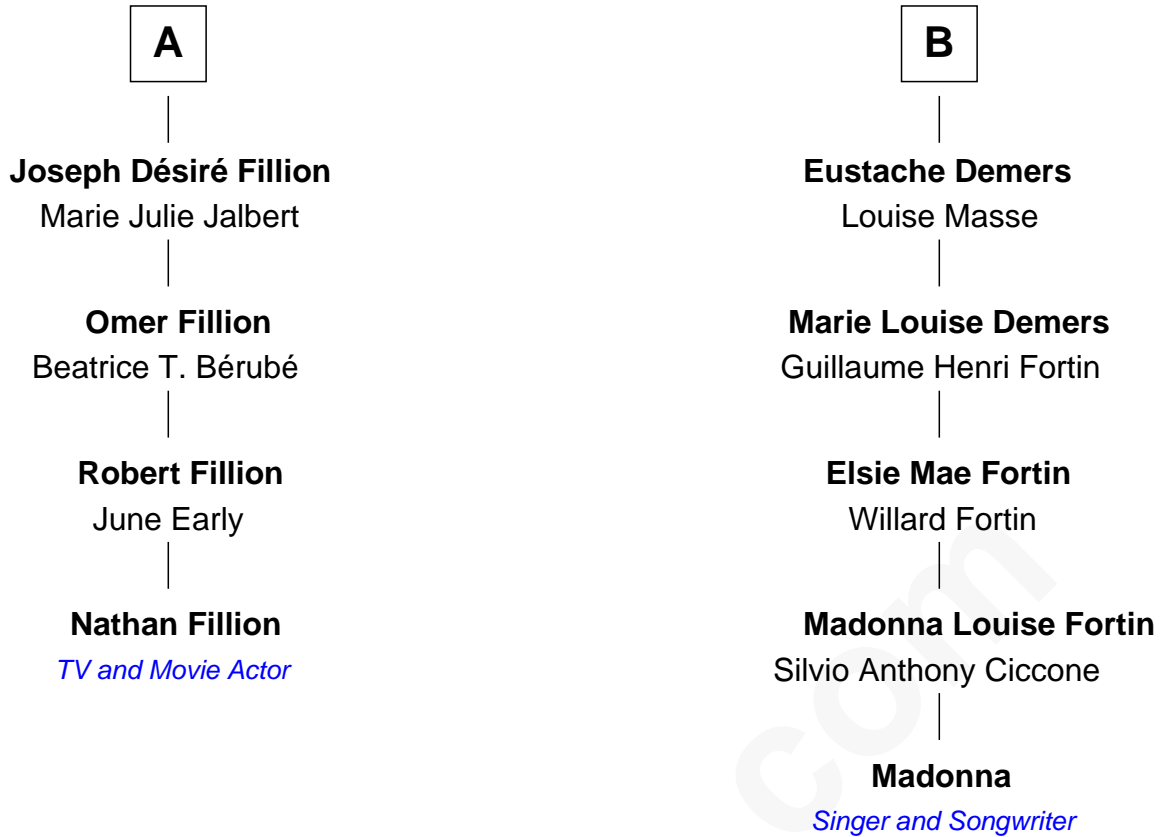 A
Joseph Désiré Fillion
Marie Julie Jalbert
Omer Fillion
Beatrice T. Bérubé
Robert Fillion
June Early
Nathan Fillion
TV and Movie Actor
B
Eustache Demers
Louise Masse
Marie Louise Demers
Guillaume Henri Fortin
Elsie Mae Fortin
Willard Fortin
Madonna Louise Fortin
Silvio Anthony Ciccone
Madonna
Singer and Songwriter
com